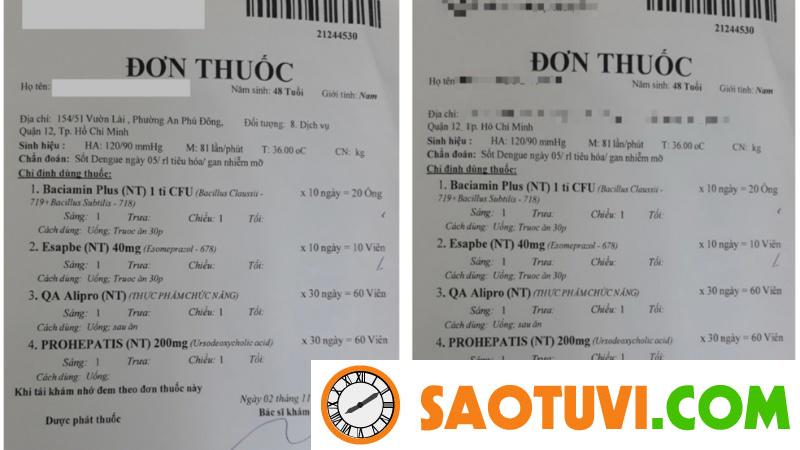 21244530
ĐƠN THUỐC
Họ tên: Năm sinh: 48 Tuổi Giới tính: Nam
Địa chỉ: 154/51 Vườn Lài , Phường An Phú Đông, Đối tượng: 8. Dịch vụ
Quận 12, Tp. Hồ Chí Minh
Sinh hiệu : HA: 120/90 mmHg M: 81 lần/phút T: 36.00 oC CN: kg
Chẩn đoán: Sốt Dengue ngày 05/ rl tiêu hóa/ gan nhiễm mỡ
Chỉ định dùng thuốc:
1. Baciamin Plus (NT) 1 tỉ CFU (Bacillus Claussii - x 10 ngày = 20 Ống
719+ Bacillus Subtilis - 718)
Sáng: 1 Trưa: Chiều: 1 Tối:
Cách dùng: Uống; Truoc ăn 30p
2. Esapbe (NT) 40mg (Esomeprazol - 678) x 10 ngày = 10 Viên
Sáng: 1 Trưa: Chiều: Tối:
Cách dùng: Uống; Truoc ăn 30p
3. QA Alipro (NT) (THỰC PHẨM CHỨC NĂNG) x 30 ngày = 60 Viên
Sáng: 1 Trưa: Chiều: 1 Tối:
Cách dùng: Uống; sau ăn
4. PROHEPATIS (NT) 200mg (Ursodeoxycholic acid) x 30 ngày = 60 Viên
Sáng: 1 Trưa: Chiều: 1 Tối:
Cách dùng: Uống;
Khi tái khám nhớ đem theo đơn thuốc này
Ngày 02 tháng 11
Dược phát thuốc Bác sĩ khám
21244530
ĐƠN THUỐC
Họ tên: Năm sinh: 48 Tuổi Giới tính: Nam
Địa chỉ:
Quận 12, Tp. Hồ Chí Minh
Sinh hiệu : HA: 120/90 mmHg M: 81 lần/phút T: 36.00 oC CN: kg
Chẩn đoán: Sốt Dengue ngày 05/ rl tiêu hóa/ gan nhiễm mỡ
Chỉ định dùng thuốc:
1. Baciamin Plus (NT) 1 tỉ CFU (Bacillus Claussii - x 10 ngày = 20 Ống
719+ Bacillus Subtilis - 718)
Sáng: 1 Trưa: Chiều: 1 Tối:
Cách dùng: Uống; Truoc ăn 30p
2. Esapbe (NT) 40mg (Esomeprazol - 678) x 10 ngày = 10 Viên
Sáng: 1 Trưa: Chiều: Tối:
Cách dùng: Uống; Truoc ăn 30p
3. QA Alipro (NT) (THỰC PHẨM CHỨC NĂNG) x 30 ngày = 60 Viên
Sáng: 1 Trưa: Chiều: 1 Tối:
Cách dùng: Uống; sau ăn
4. PROHEPATIS (NT) 200mg (Ursodeoxycholic acid) x 30 ngày = 60 Viên
SAOTUVI.COM